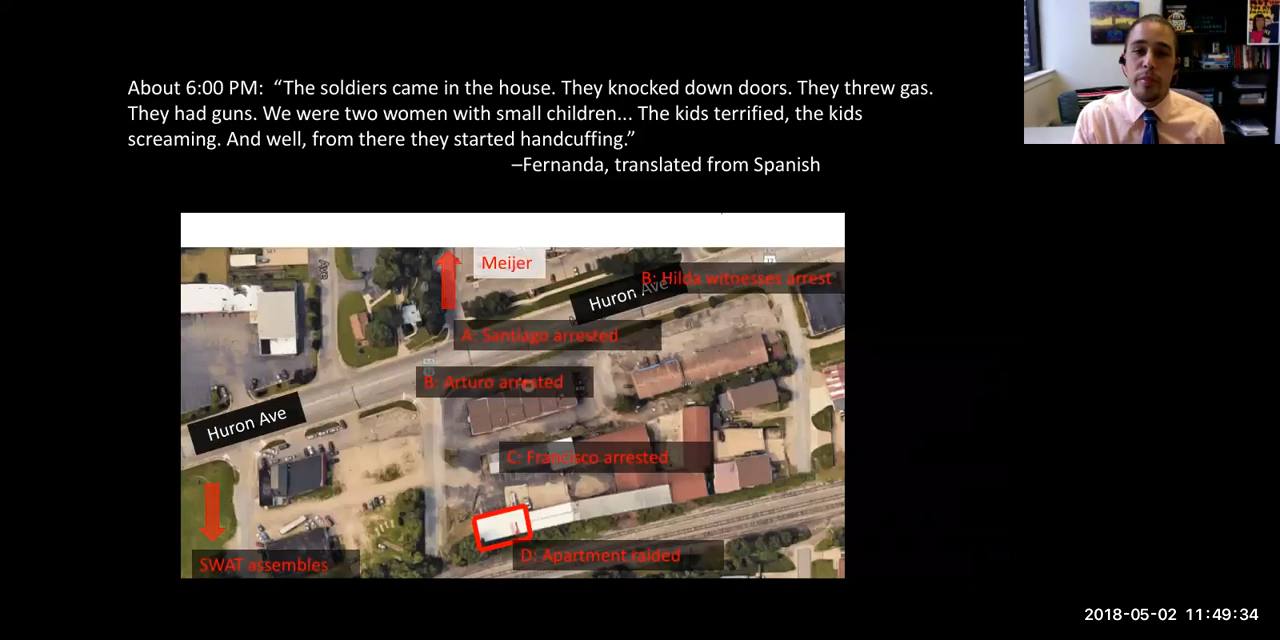 About 6:00 PM: “The soldiers came in the house. They knocked down doors. They threw gas.
They had guns. We were two women with small children... The kids terrified, the kids
screaming. And well, from there they started handcuffing.”
–Fernanda, translated from Spanish
Meijer
B: Hilda witnesses arrest
Huron Ave
A: Santiago arrested
B: Arturo arrested
Huron Ave
C: Francisco arrested
D: Apartment raided
SWAT assembles
2018-05-02 11:49:34